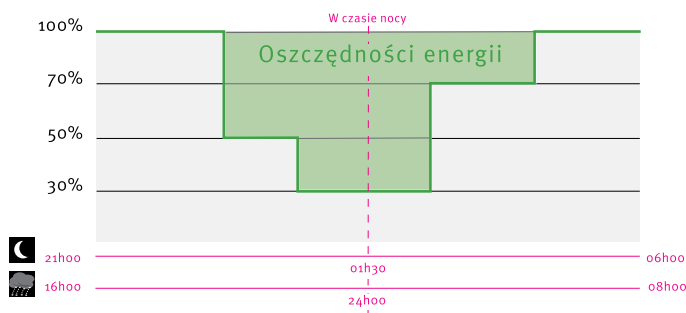 W czasie nocy
100%
Oszczędności energii
70%
50%
30%
21h00
06h00
01h30
16h00
08h00
24h00